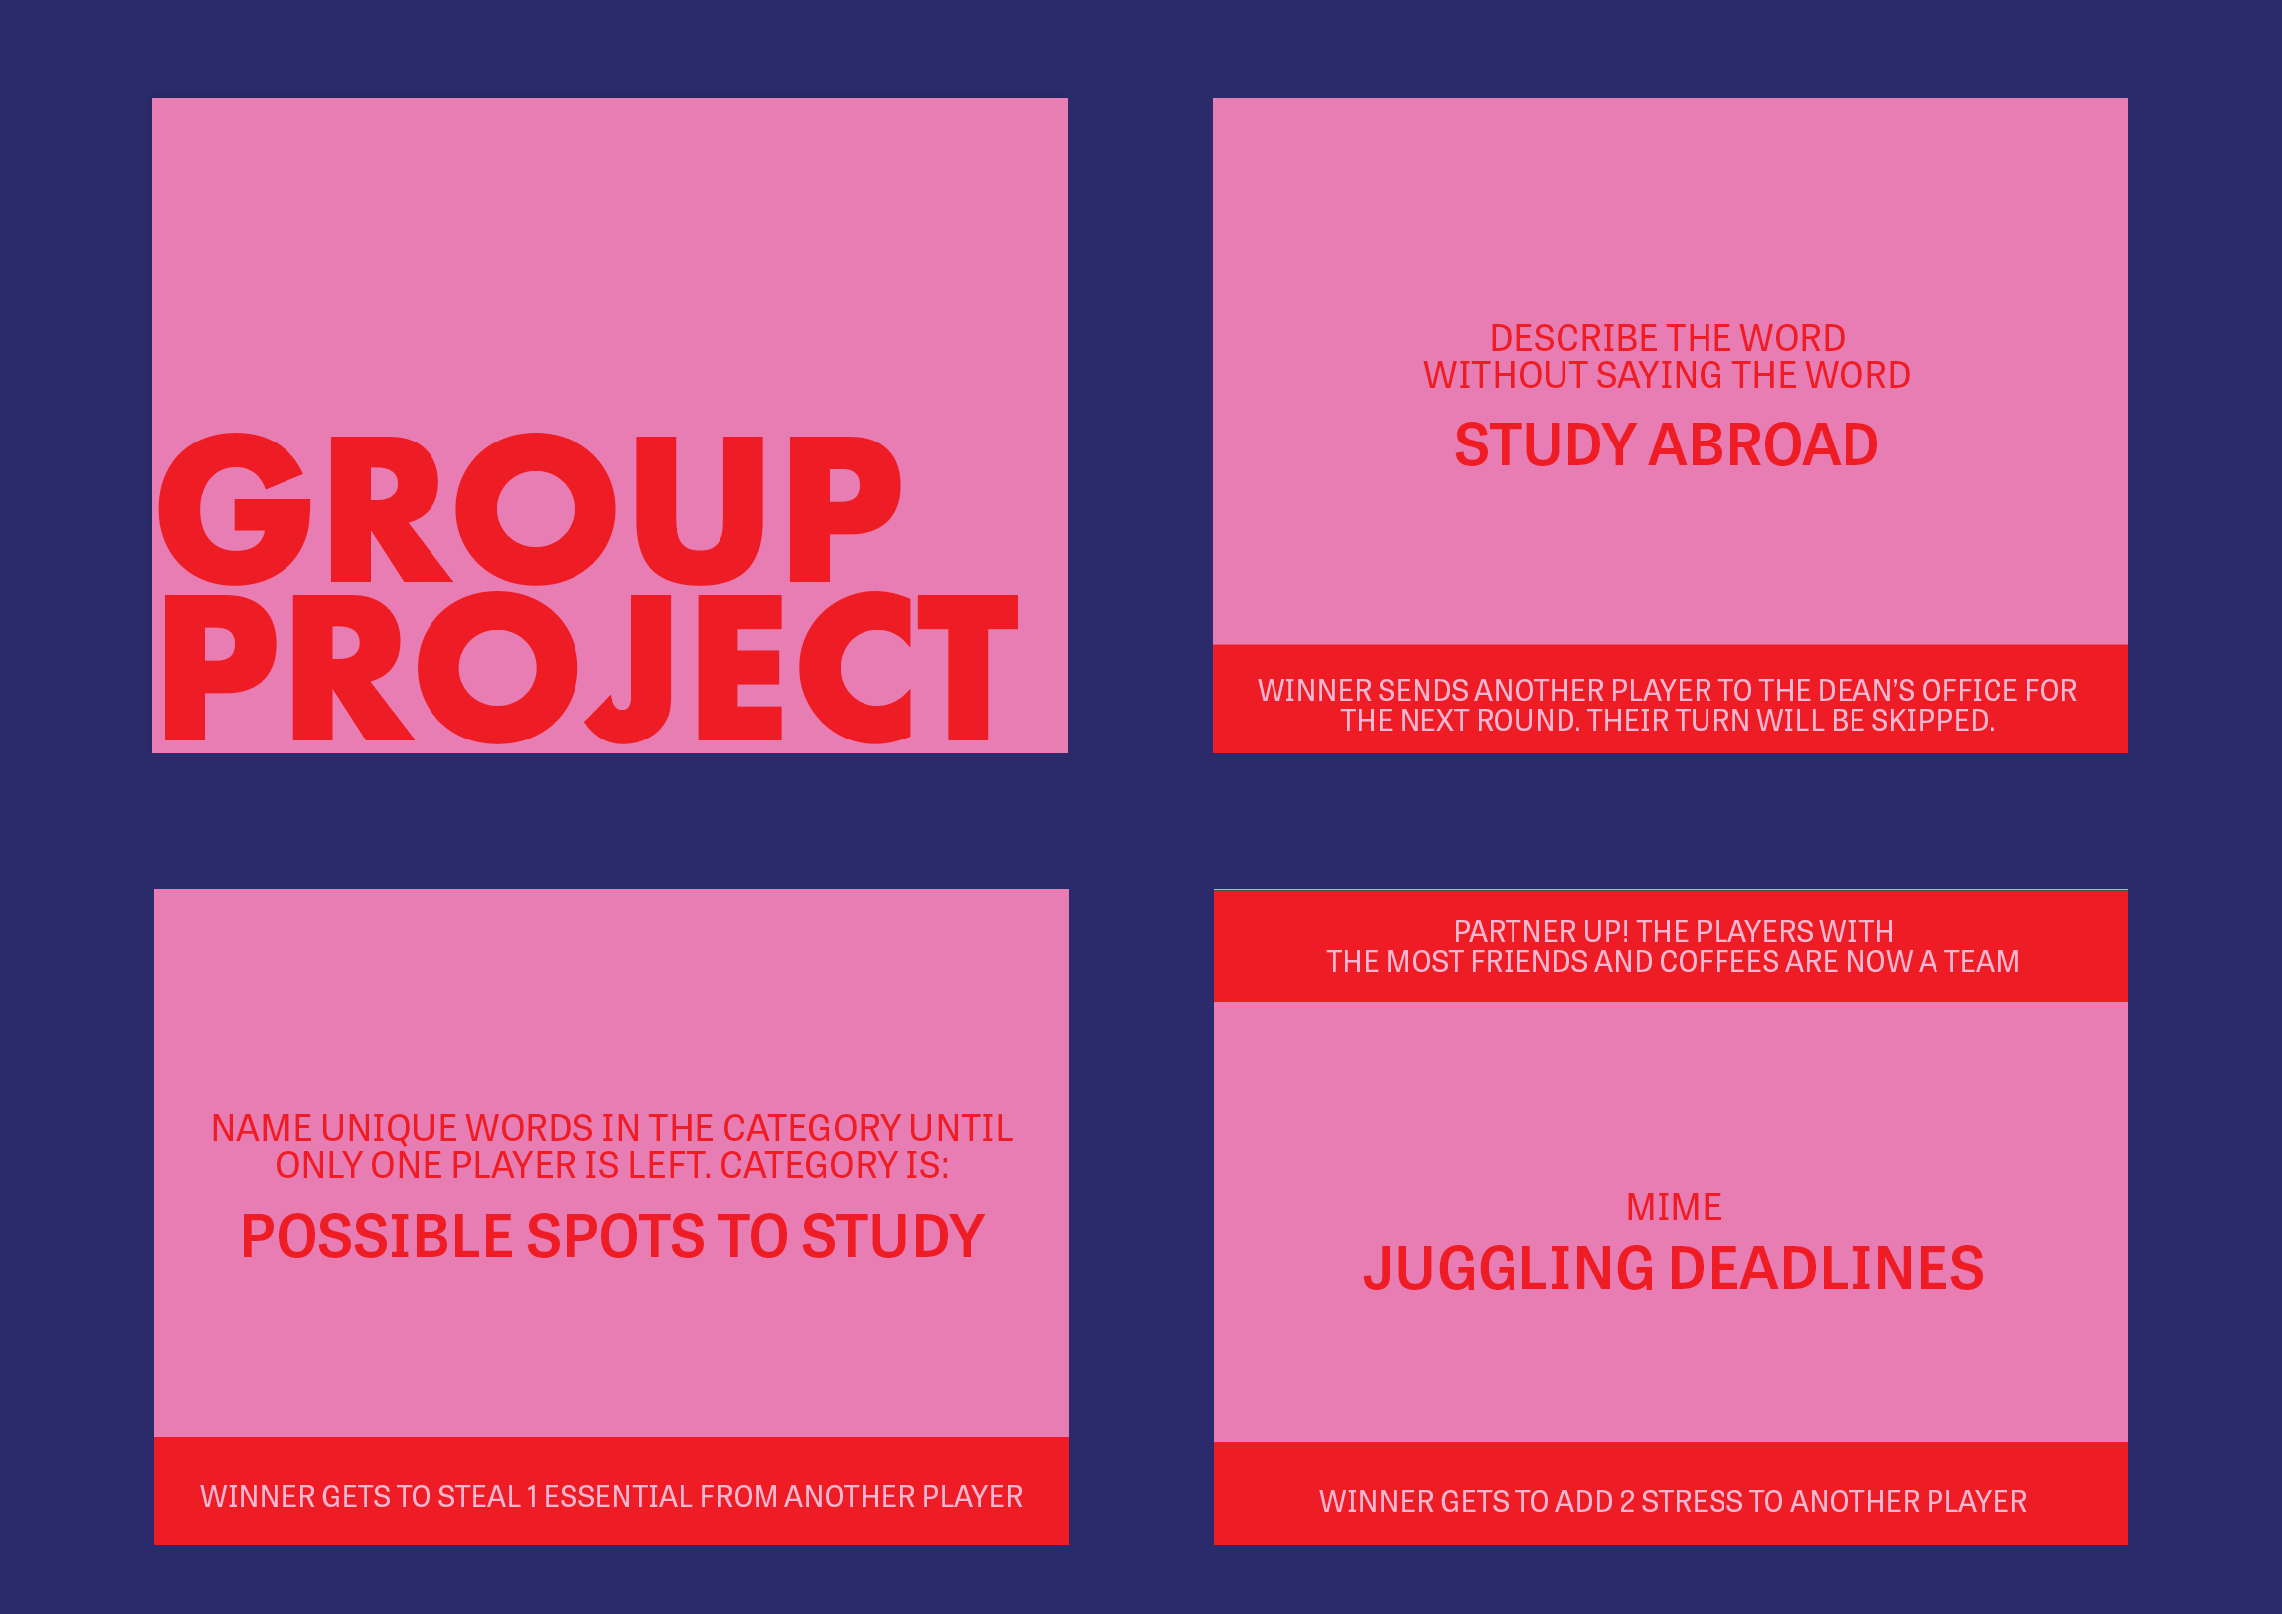 GROUP
PROJECT
DESCRIBE THE WORD
WITHOUT SAYING THE WORD
STUDY ABROAD
WINNER SENDS ANOTHER PLAYER TO THE DEAN’S OFFICE FOR
THE NEXT ROUND. THEIR TURN WILL BE SKIPPED.
NAME UNIQUE WORDS IN THE CATEGORY UNTIL
ONLY ONE PLAYER IS LEFT. CATEGORY IS:
POSSIBLE SPOTS TO STUDY
WINNER GETS TO STEAL 1 ESSENTIAL FROM ANOTHER PLAYER
PARTNER UP! THE PLAYERS WITH
THE MOST FRIENDS AND COFFEES ARE NOW A TEAM
MIME
JUGGLING DEADLINES
WINNER GETS TO ADD 2 STRESS TO ANOTHER PLAYER